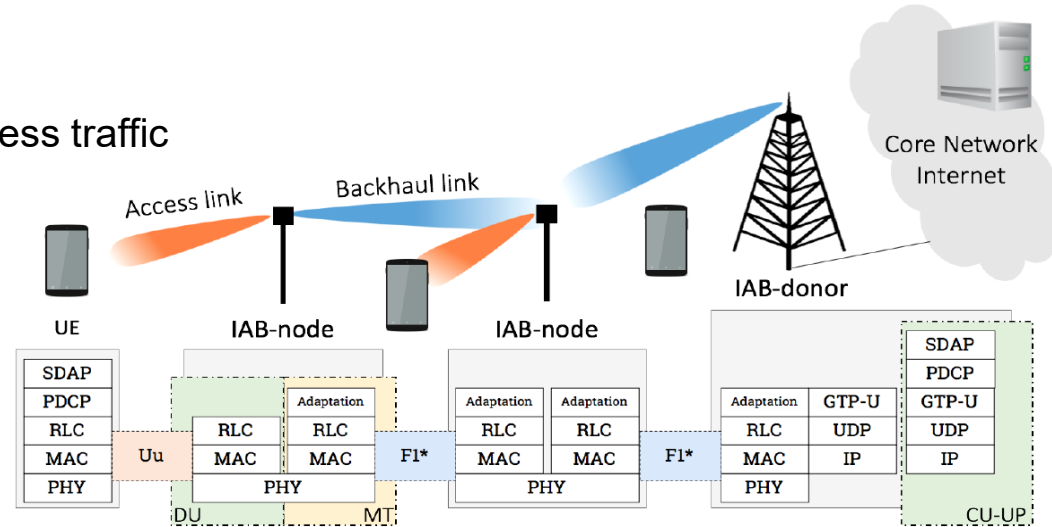 ess traffic
Core Network
Internet
Access link
Backhaul link
UE
IAB-node
IAB-node
IAB-donor
SDAP
PDCP
RLC
MAC
PHY
Uu
RLC
MAC
Adaptation
RLC
MAC
PHY
DU
MT
F1*
Adaptation
RLC
MAC
Adaptation
RLC
MAC
PHY
F1*
Adaptation
RLC
MAC
PHY
GTP-U
UDP
IP
SDAP
PDCP
GTP-U
UDP
IP
CU-UP